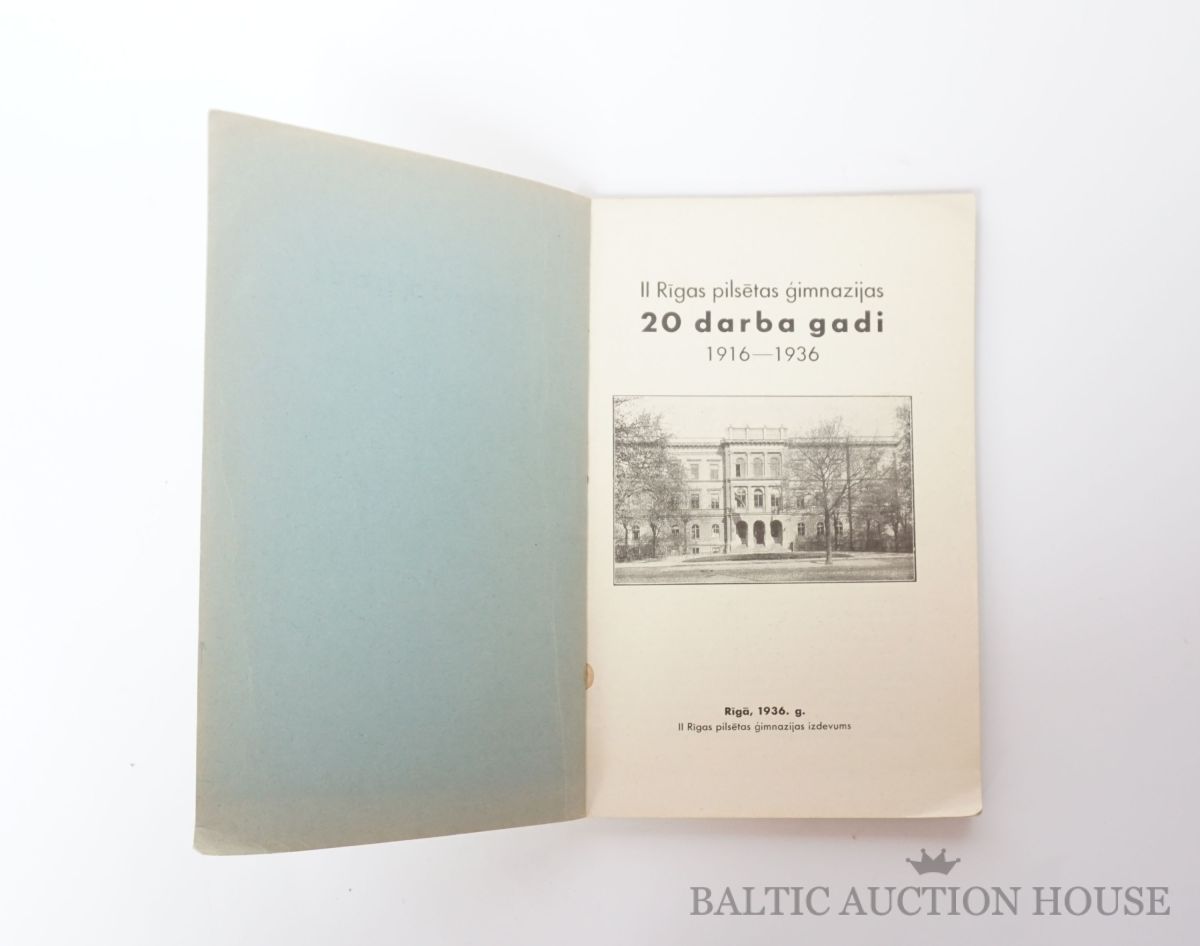 II Rīgas pilsētas ģimnazijas
20 darba gadi
1916—1936
Rīgā, 1936. g.
II Rīgas pilsētas ģimnazijas izdevums
BALTIC AUCTION HOUSE